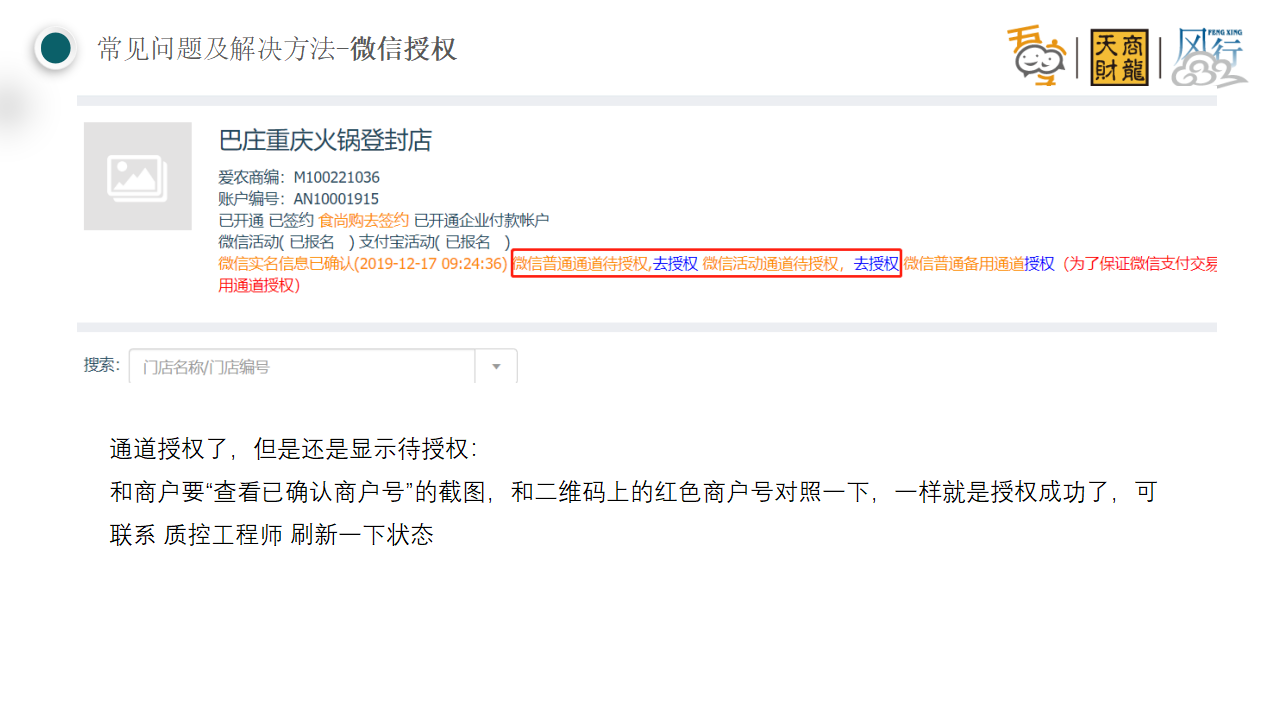 常见问题及解决方法-微信授权
吾享
天财商龍
风行
FENG XING
巴庄重庆火锅登封店
爱农商编：M100221036
账户编号：AN10001915
已开通 已签约 食尚购去签约 已开通企业付款帐户
微信活动( 已报名 ) 支付宝活动( 已报名 )
微信实名信息已确认(2019-12-17 09:24:36) 微信普通通道待授权,去授权 微信活动通道待授权，去授权 微信普通备用通道授权（为了保证微信支付交易
用通道授权）
搜索： 门店名称/门店编号
通道授权了，但是还是显示待授权：
和商户要“查看已确认商户号”的截图，和二维码上的红色商户号对照一下，一样就是授权成功了，可
联系 质控工程师 刷新一下状态